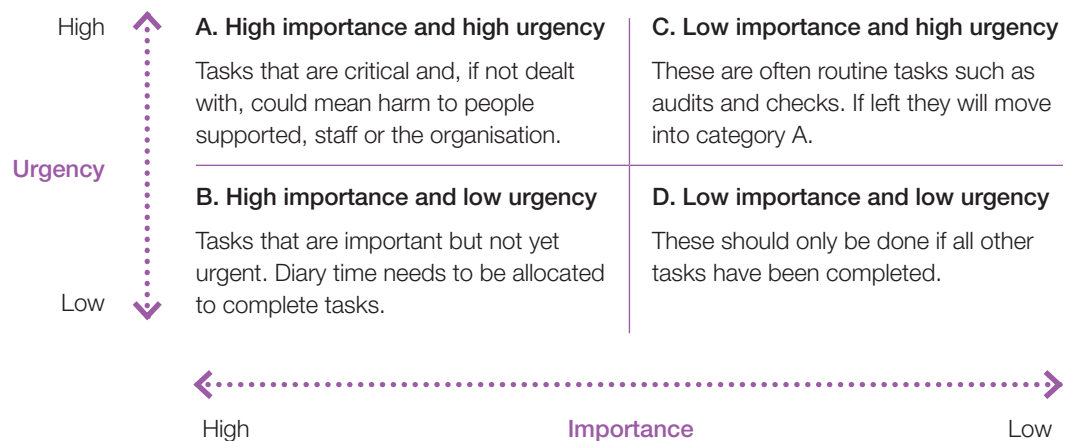 High
Urgency
Low
A. High importance and high urgency
Tasks that are critical and, if not dealt
with, could mean harm to people
supported, staff or the organisation.
C. Low importance and high urgency
These are often routine tasks such as
audits and checks. If left they will move
into category A.
B. High importance and low urgency
Tasks that are important but not yet
urgent. Diary time needs to be allocated
to complete tasks.
D. Low importance and low urgency
These should only be done if all other
tasks have been completed.
High
Importance
Low